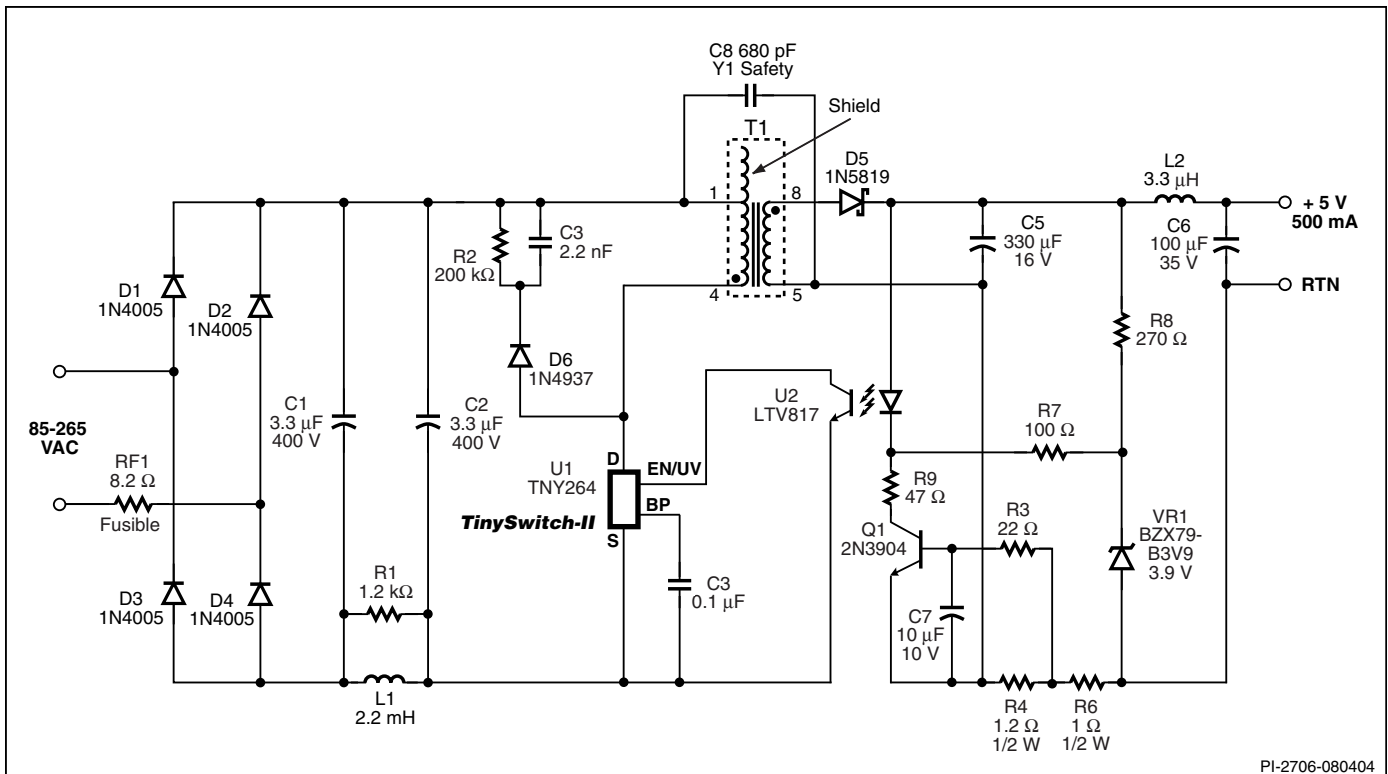 C8 680 pF
Y1 Safety
Shield
T1
D5
1N5819
L2
3.3 µH
1
8
+ 5 V
500 mA
C3
2.2 nF
R2
200 kΩ
C5
330 µF
16 V
C6
100 µF
35 V
D1
1N4005
D2
1N4005
4
5
RTN
R8
270 Ω
D6
1N4937
85-265
VAC
C1
3.3 µF
400 V
C2
3.3 µF
400 V
U2
LTV817
R7
100 Ω
RF1
8.2 Ω
Fusible
D
EN/UV
U1
TNY264
BP
TinySwitch-II
S
R9
47 Ω
Q1
2N3904
R3
22 Ω
VR1
BZX79-
B3V9
3.9 V
D3
1N4005
D4
1N4005
R1
1.2 kΩ
C3
0.1 µF
C7
10 µF
10 V
L1
2.2 mH
R4
1.2 Ω
1/2 W
R6
1 Ω
1/2 W
PI-2706-080404